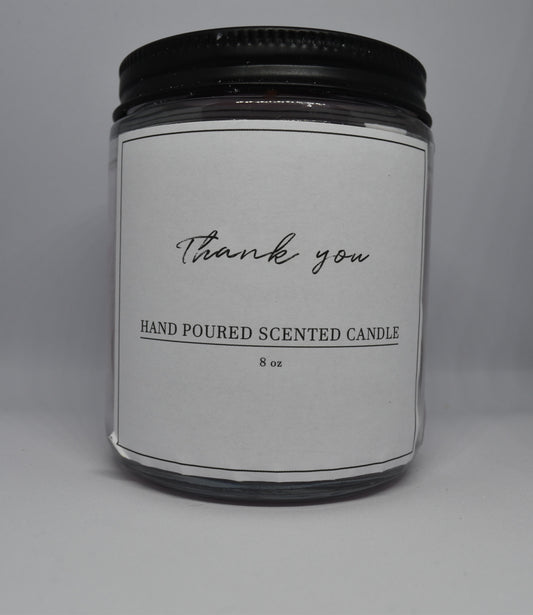 Thank you
HAND POURED SCENTED CANDLE
8 oz